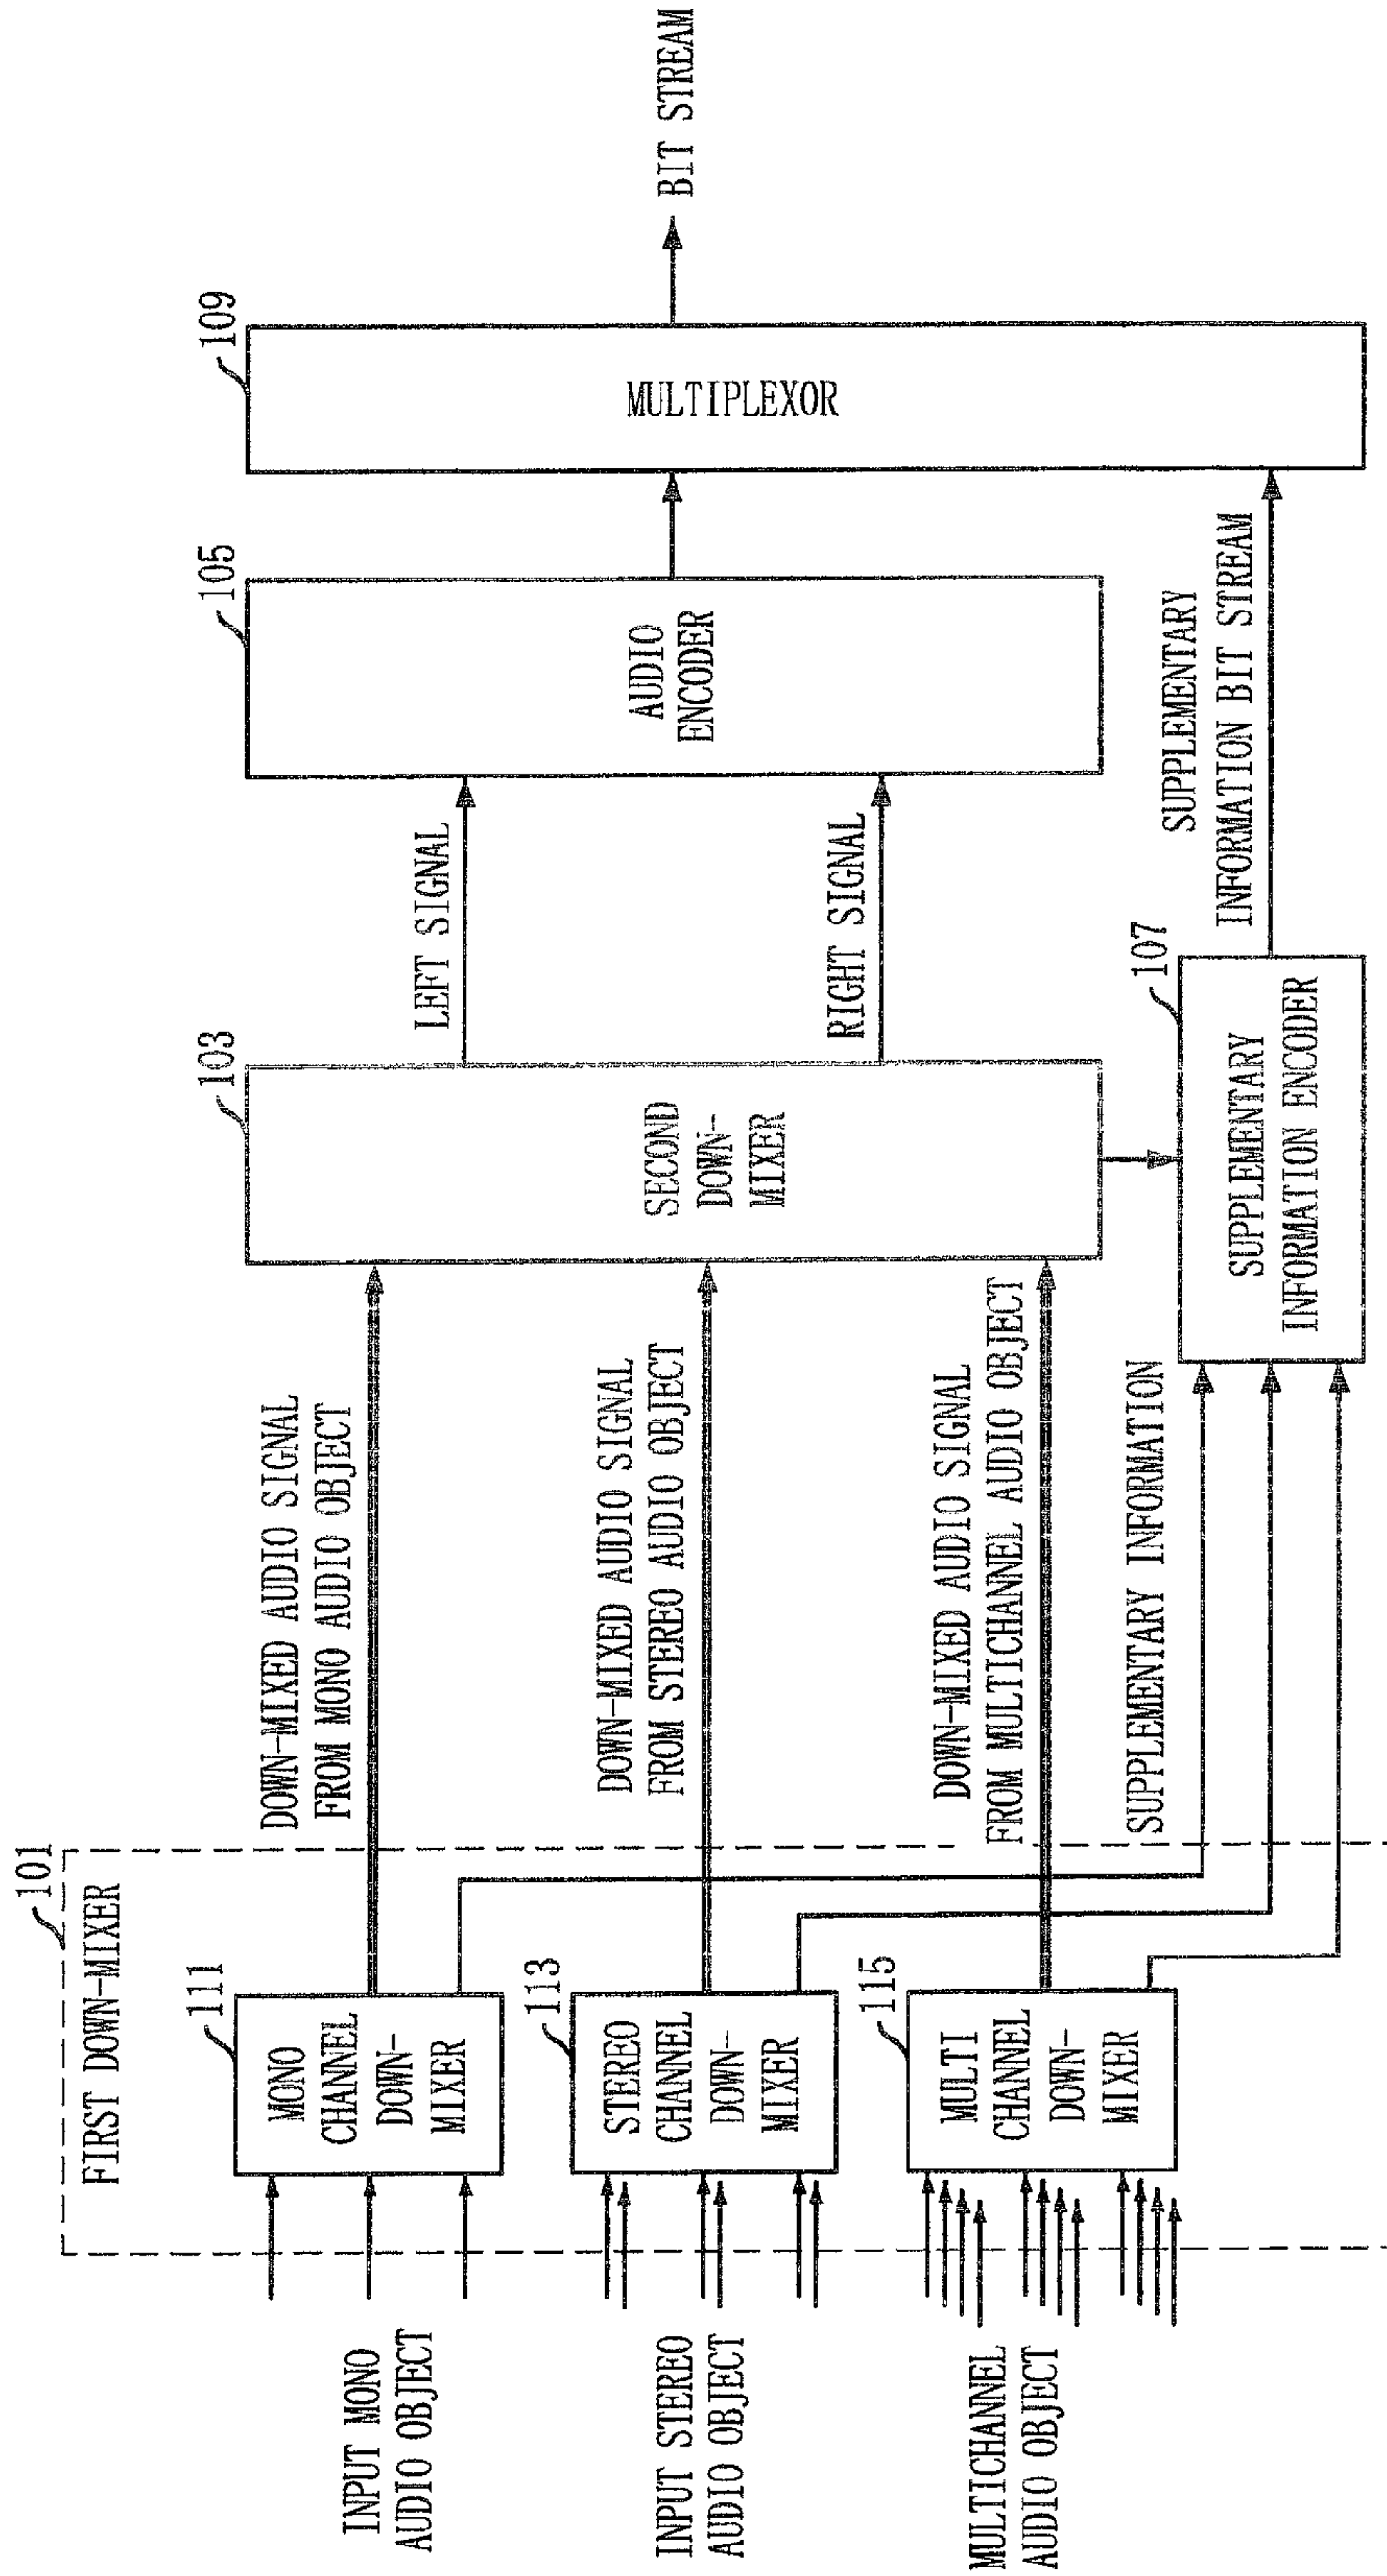 101
FIRST DOWN-MIXER
INPUT MONO
AUDIO OBJECT
INPUT STEREO
AUDIO OBJECT
MULTICHANNEL
AUDIO OBJECT
111
MONO
CHANNEL
DOWN-
MIXER
113
STEREO
CHANNEL
DOWN-
MIXER
115
MULTI
CHANNEL
DOWN-
MIXER
DOWN-MIXED AUDIO SIGNAL
FROM MONO AUDIO OBJECT
DOWN-MIXED AUDIO SIGNAL
FROM STEREO AUDIO OBJECT
DOWN-MIXED AUDIO SIGNAL
FROM MULTICHANNEL AUDIO OBJECT
SUPPLEMENTARY INFORMATION
103
SECOND
DOWN-
MIXER
107
SUPPLEMENTARY
INFORMATION ENCODER
LEFT SIGNAL
RIGHT SIGNAL
105
AUDIO
ENCODER
SUPPLEMENTARY
INFORMATION BIT STREAM
109
MULTIPLEXOR
BIT STREAM